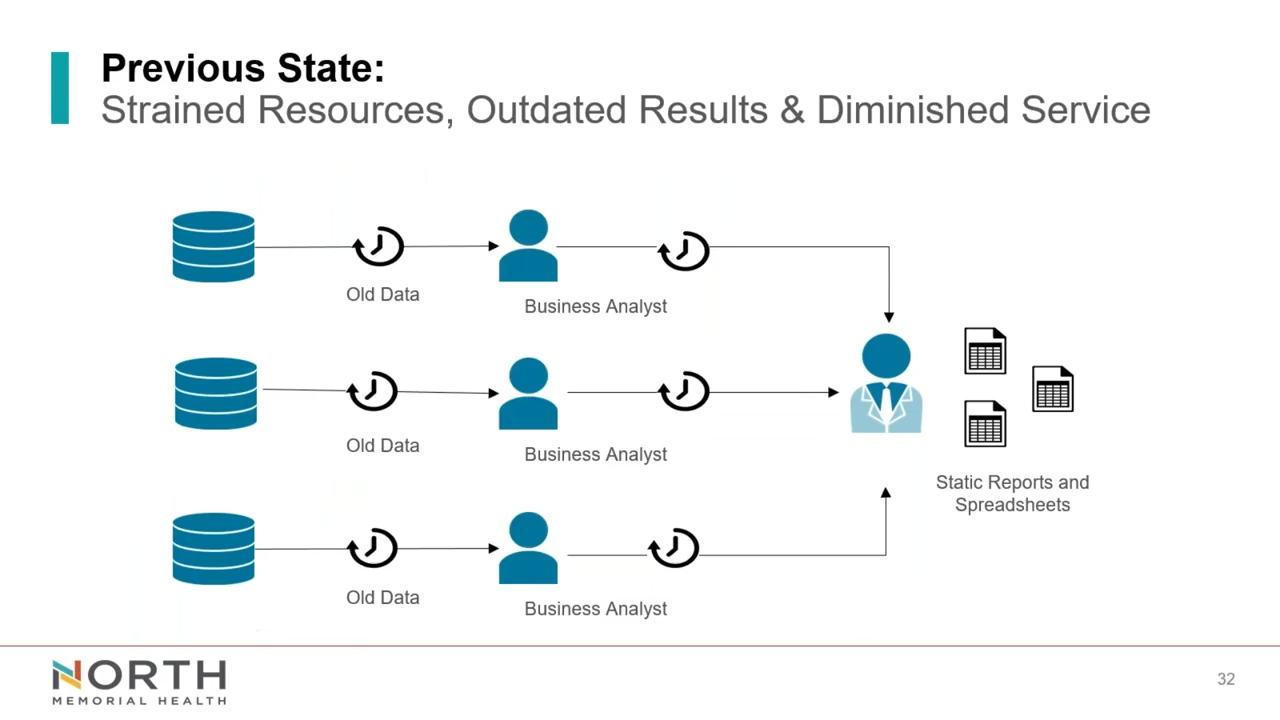 Previous State:
Strained Resources, Outdated Results & Diminished Service
Old Data
Business Analyst
Old Data
Business Analyst
Static Reports and
Spreadsheets
Old Data
Business Analyst
NORTH
MEMORIAL HEALTH
32